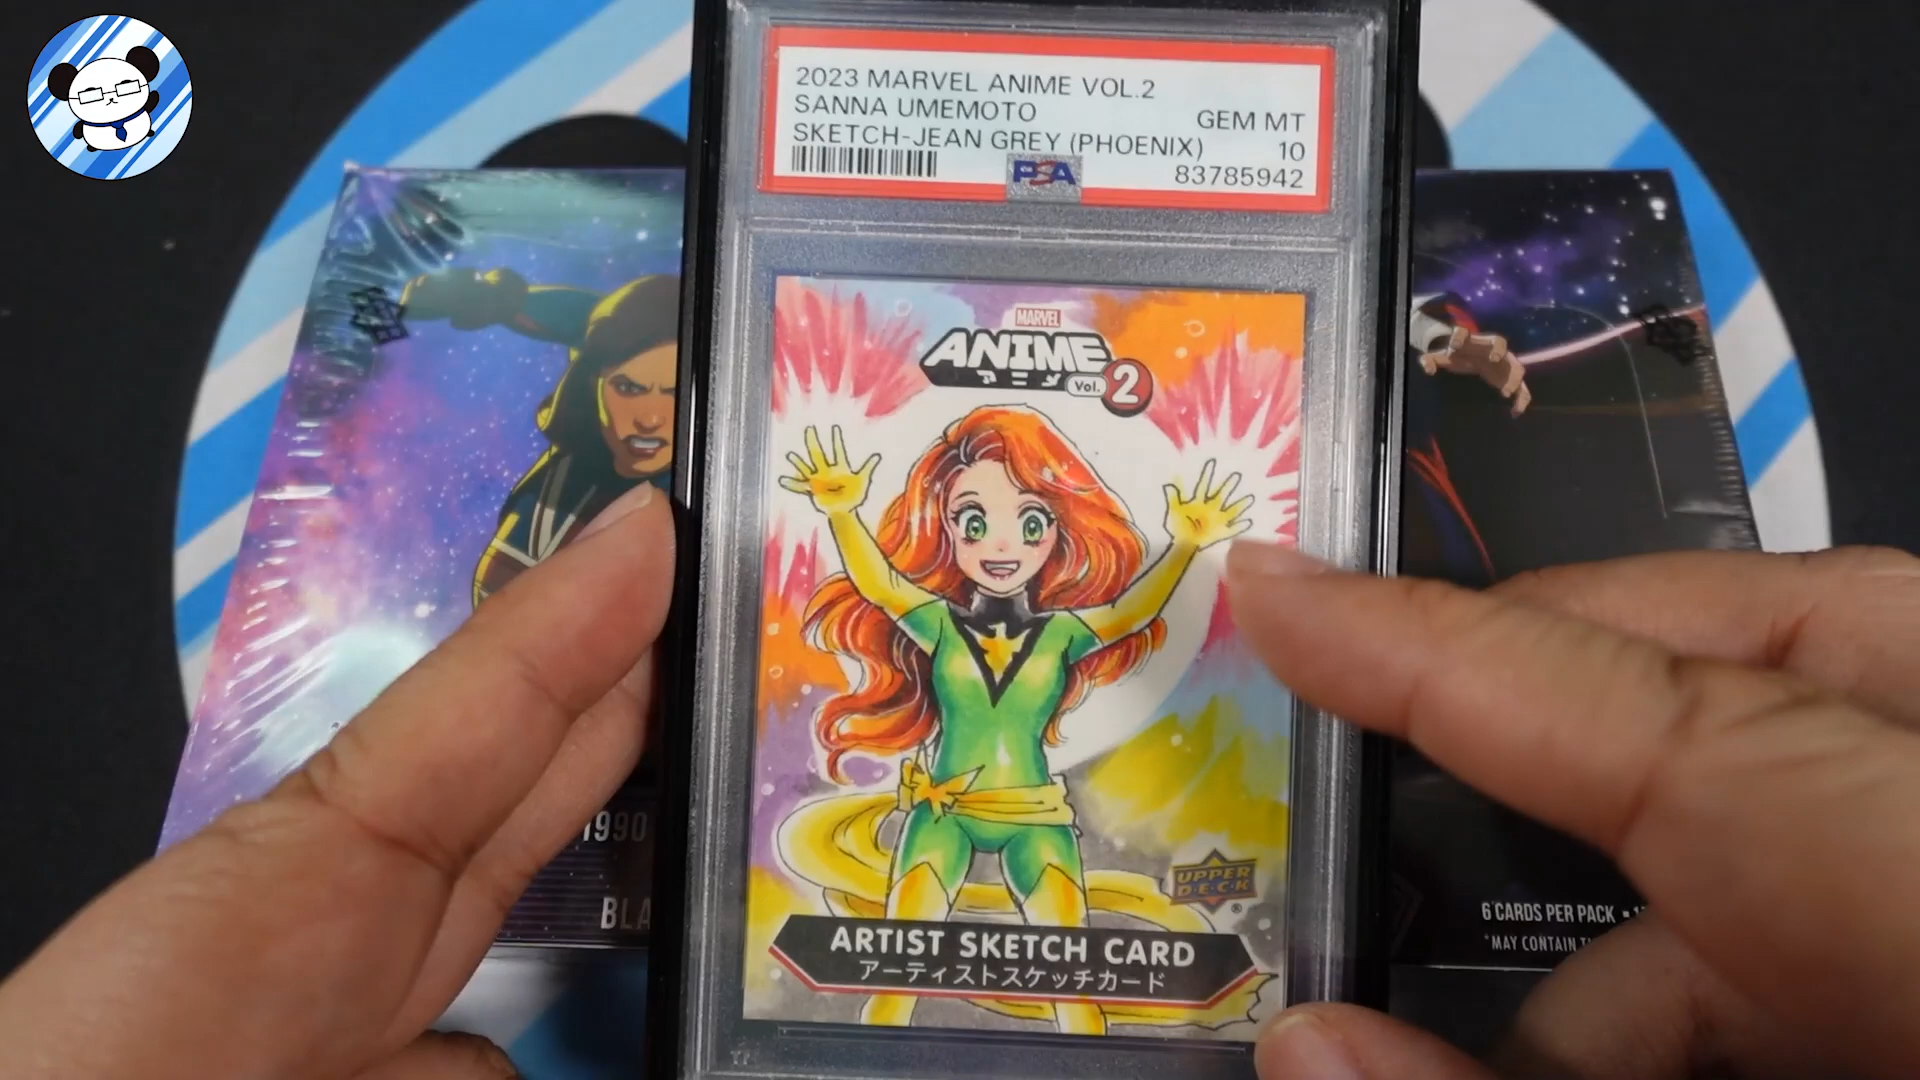 2023 MARVEL ANIME VOL.2
SANNA UMEMOTO
GEM MT
SKETCH-JEAN GREY (PHOENIX)
10
PSA
83785942
MARVEL
ANIME
アニメ
Vol. 2
UPPER
DECK
®
ARTIST SKETCH CARD
アーティストスケッチカード
1990
BLA
6 CARDS PER PACK
*MAY CONTAIN